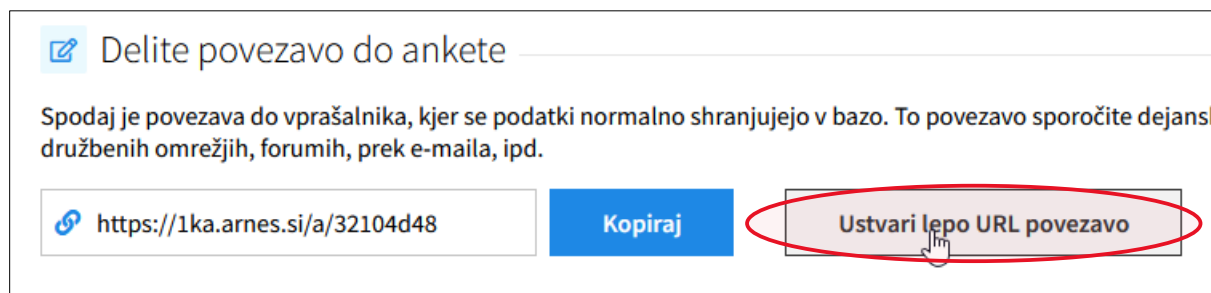 Delite povezavo do ankete
Spodaj je povezava do vprašalnika, kjer se podatki normalno shranjujejo v bazo. To povezavo sporočite
družbenih omrežjih, forumih, prek e-maila, ipd.
https://1ka.arnes.si/a/32104d48 Kopiraj Ustvari lepo URL povezavo